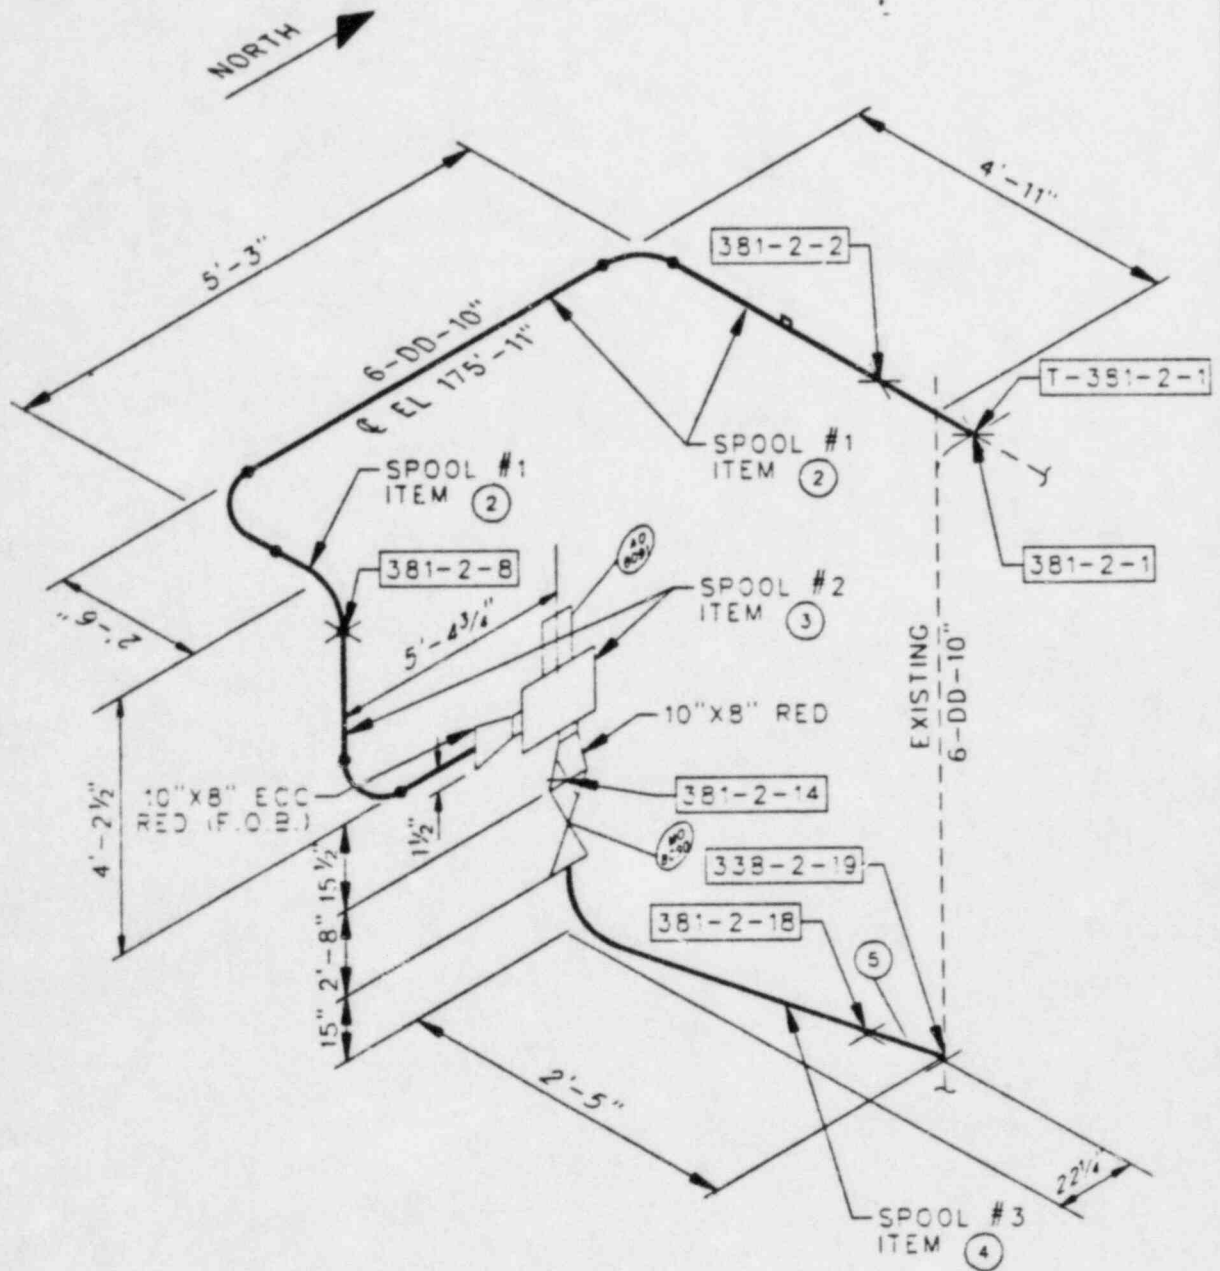 NORTH
4'-11"
5'-3"
381-2-2
6-DD-10"
℄ EL 175'-11"
T-381-2-1
SPOOL #1
ITEM 2
SPOOL #1
ITEM 2
381-2-8
381-2-1
SPOOL #2
ITEM 3
5'-4 3/4"
2'-6"
EXISTING
6-DD-10"
10"X8" RED
10"X8" ECC
RED (F.O.B.)
381-2-14
4'-2 1/2"
1 1/2"
15 1/2"
338-2-19
381-2-18
5
2'-8"
15"
2'-5"
22 1/4"
SPOOL #3
ITEM 4